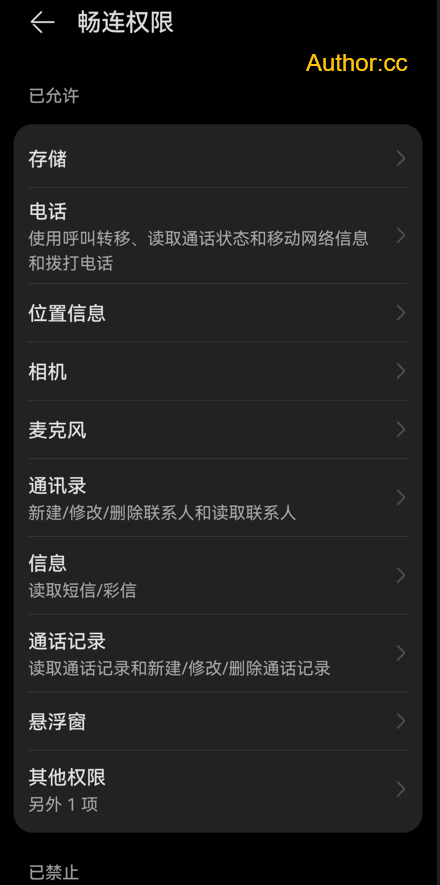 畅连权限
Author:cc
已允许
存储
电话
使用呼叫转移、读取通话状态和移动网络信息
和拨打电话
位置信息
相机
麦克风
通讯录
新建/修改/删除联系人和读取联系人
信息
读取短信/彩信
通话记录
读取通话记录和新建/修改/删除通话记录
悬浮窗
其他权限
另外 1 项
已禁止